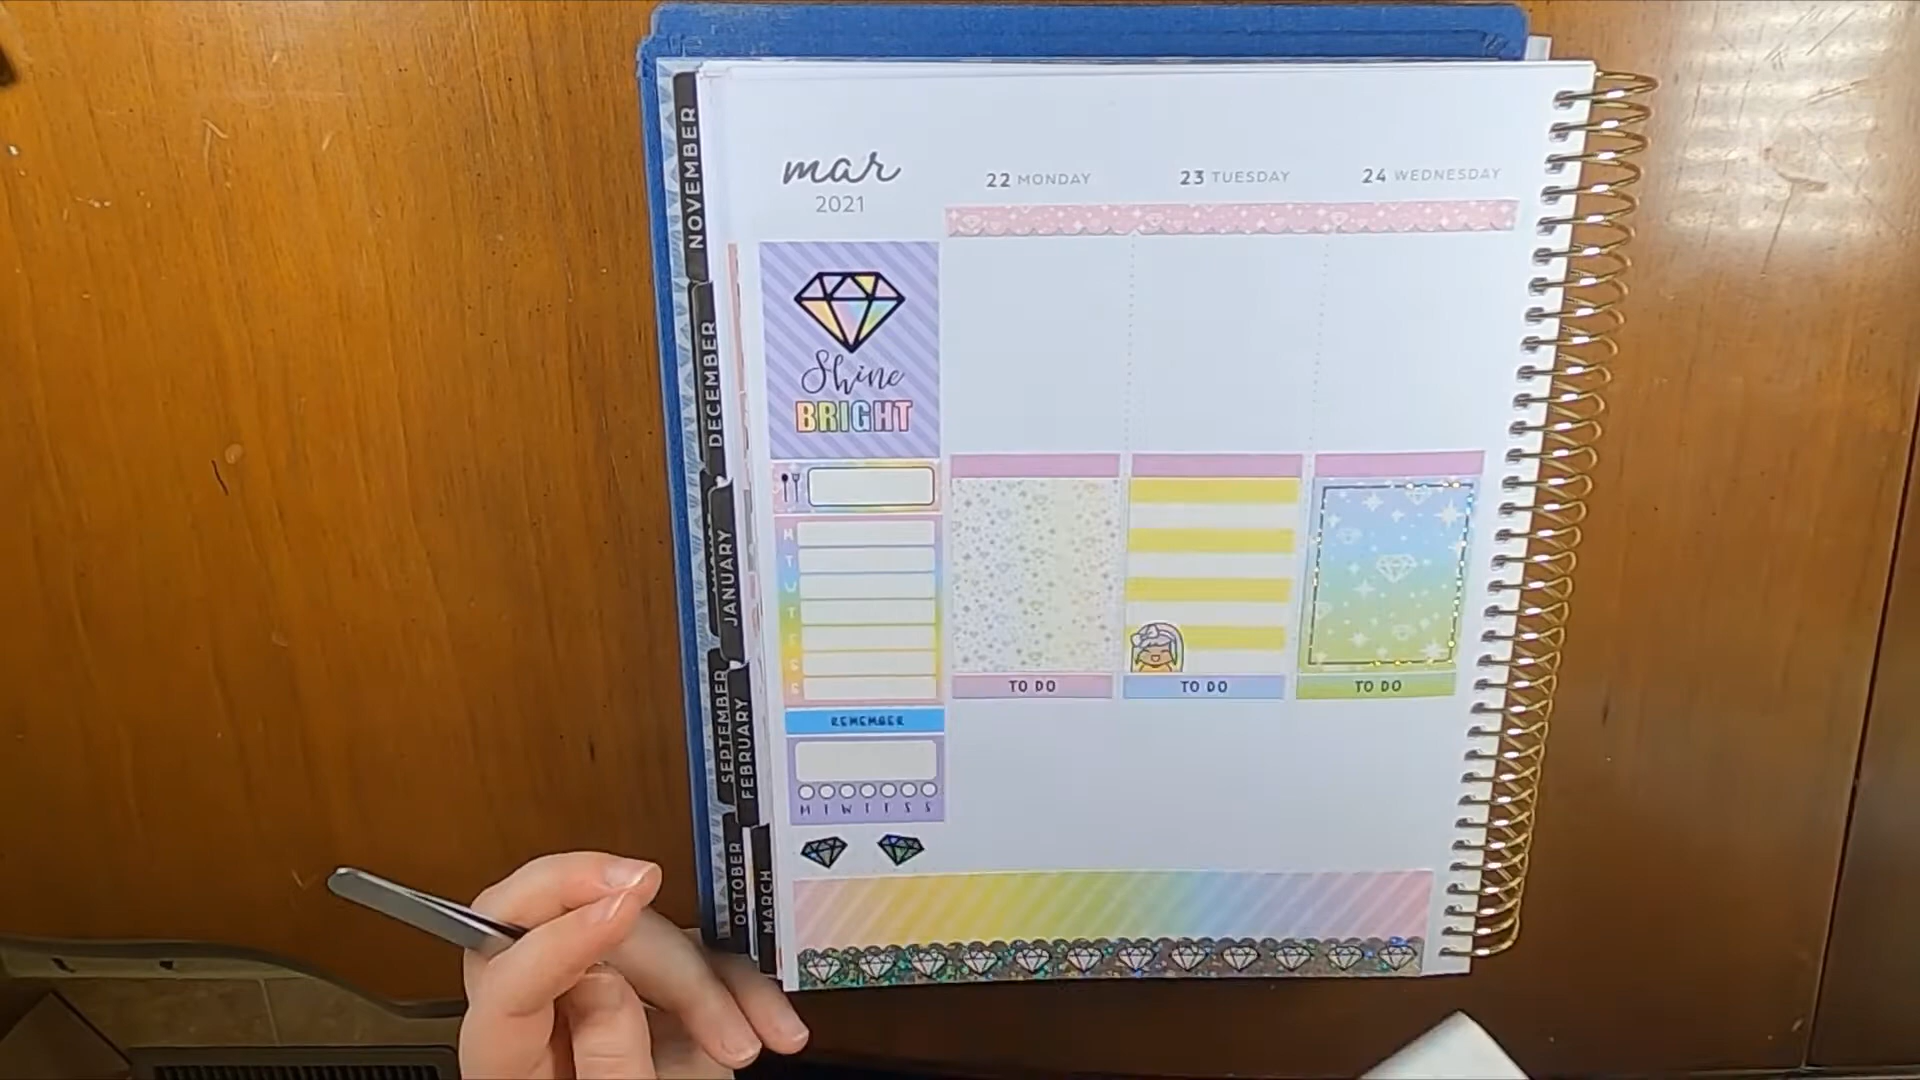 mar
2021
22 MONDAY
23 TUESDAY
24 WEDNESDAY
Shine
BRIGHT
M
T
W
T
F
S
S
REMEMBER
M T W T F S S
TO DO
TO DO
TO DO
NOVEMBER
DECEMBER
JANUARY
SEPTEMBER
FEBRUARY
OCTOBER
MARCH